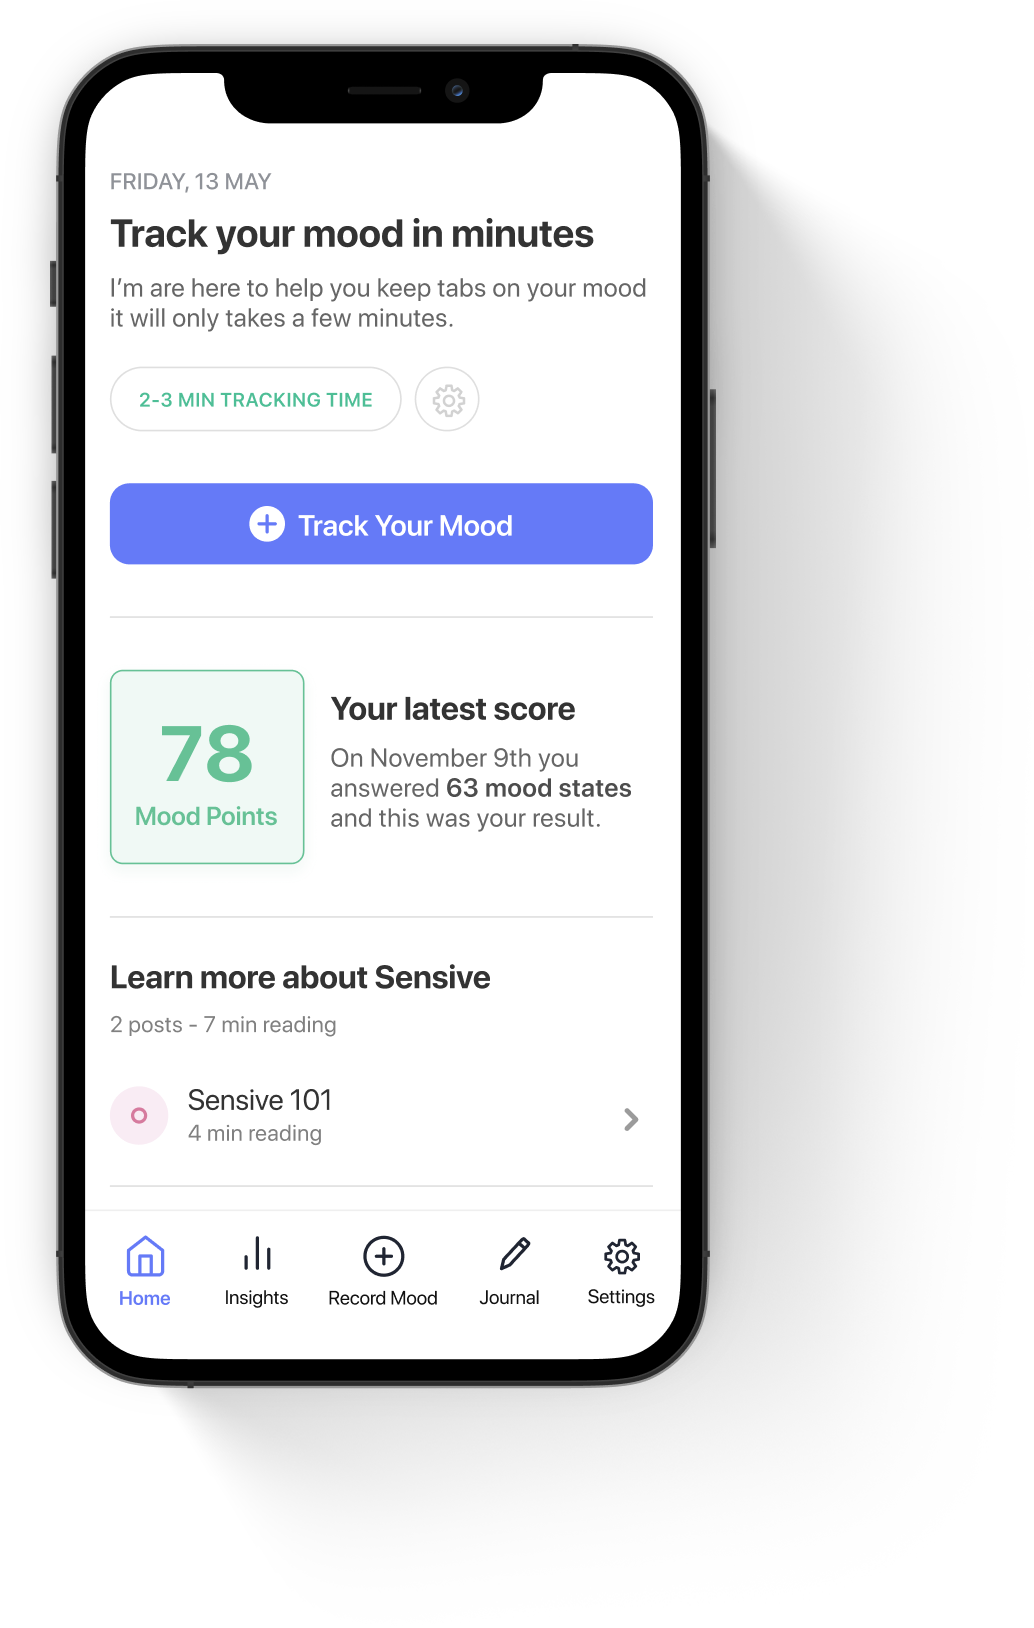 FRIDAY, 13 MAY
Track your mood in minutes
I’m are here to help you keep tabs on your mood
it will only takes a few minutes.
2-3 MIN TRACKING TIME
Track Your Mood
78
Mood Points
Your latest score
On November 9th you
answered 63 mood states
and this was your result.
Learn more about Sensive
2 posts - 7 min reading
Sensive 101
4 min reading
Home
Insights
Record Mood
Journal
Settings